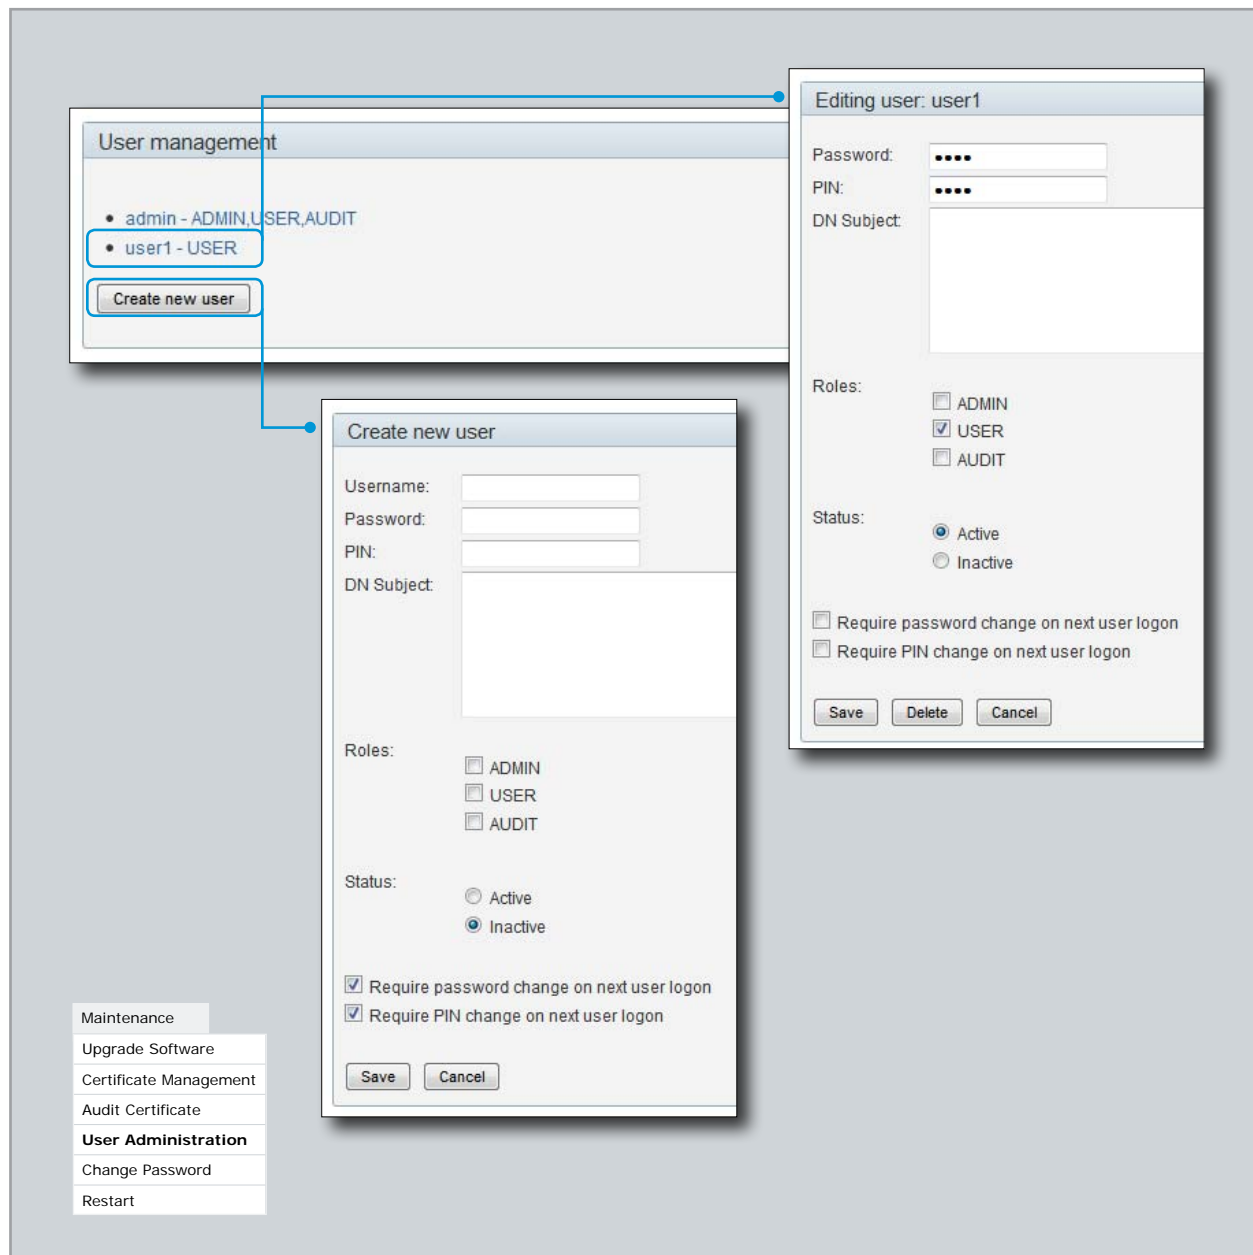 User management
admin - ADMIN,USER,AUDIT
user1 - USER
Create new user
Editing user: user1
Password: ••••
PIN: ••••
DN Subject:
Roles:
ADMIN
USER
AUDIT
Status:
Active
Inactive
Require password change on next user logon
Require PIN change on next user logon
Save Delete Cancel
Create new user
Username:
Password:
PIN:
DN Subject:
Roles:
ADMIN
USER
AUDIT
Status:
Active
Inactive
Require password change on next user logon
Require PIN change on next user logon
Save Cancel
Maintenance
Upgrade Software
Certificate Management
Audit Certificate
User Administration
Change Password
Restart